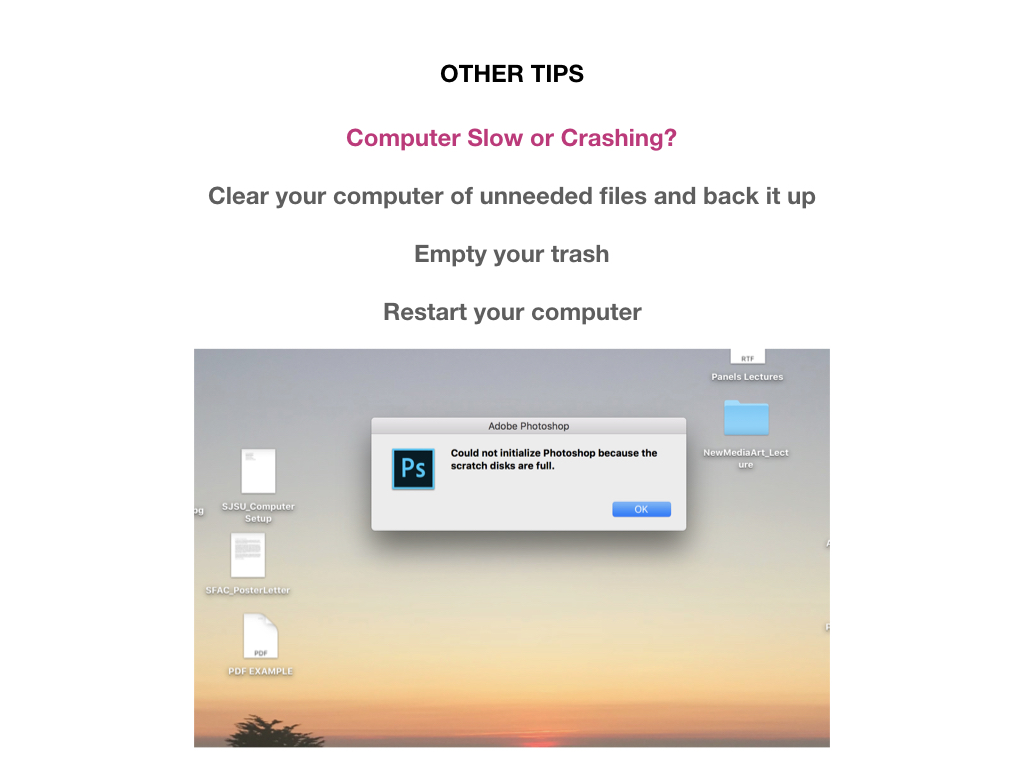 OTHER TIPS
Computer Slow or Crashing?
Clear your computer of unneeded files and back it up
Empty your trash
Restart your computer
RTF
Panels Lectures
Adobe Photoshop
Ps
Could not initialize Photoshop because the
scratch disks are full.
OK
NewMediaArt_Lect
ure
og
SJSU_Computer
Setup
SFAC_PosterLetter
PDF
PDF EXAMPLE